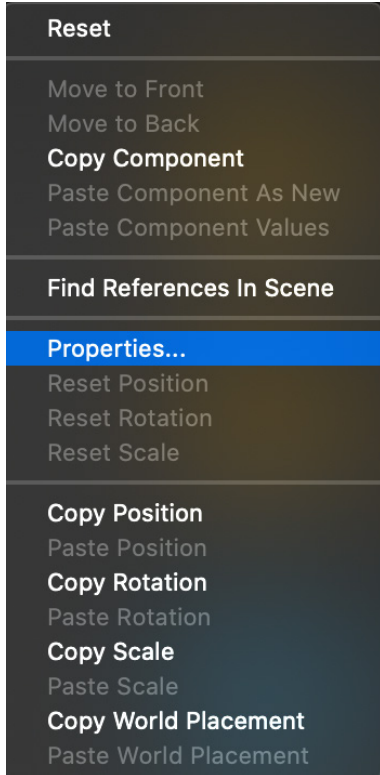 Reset
Move to Front
Move to Back
Copy Component
Paste Component As New
Paste Component Values
Find References In Scene
Properties...
Reset Position
Reset Rotation
Reset Scale
Copy Position
Paste Position
Copy Rotation
Paste Rotation
Copy Scale
Paste Scale
Copy World Placement
Paste World Placement